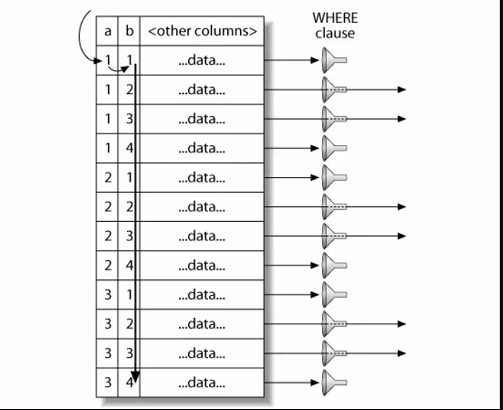 WHERE
clause
a b <other columns>
1 1 ...data...
1 2 ...data...
1 3 ...data...
1 4 ...data...
2 1 ...data...
2 2 ...data...
2 3 ...data...
2 4 ...data...
3 1 ...data...
3 2 ...data...
3 3 ...data...
3 4 ...data...